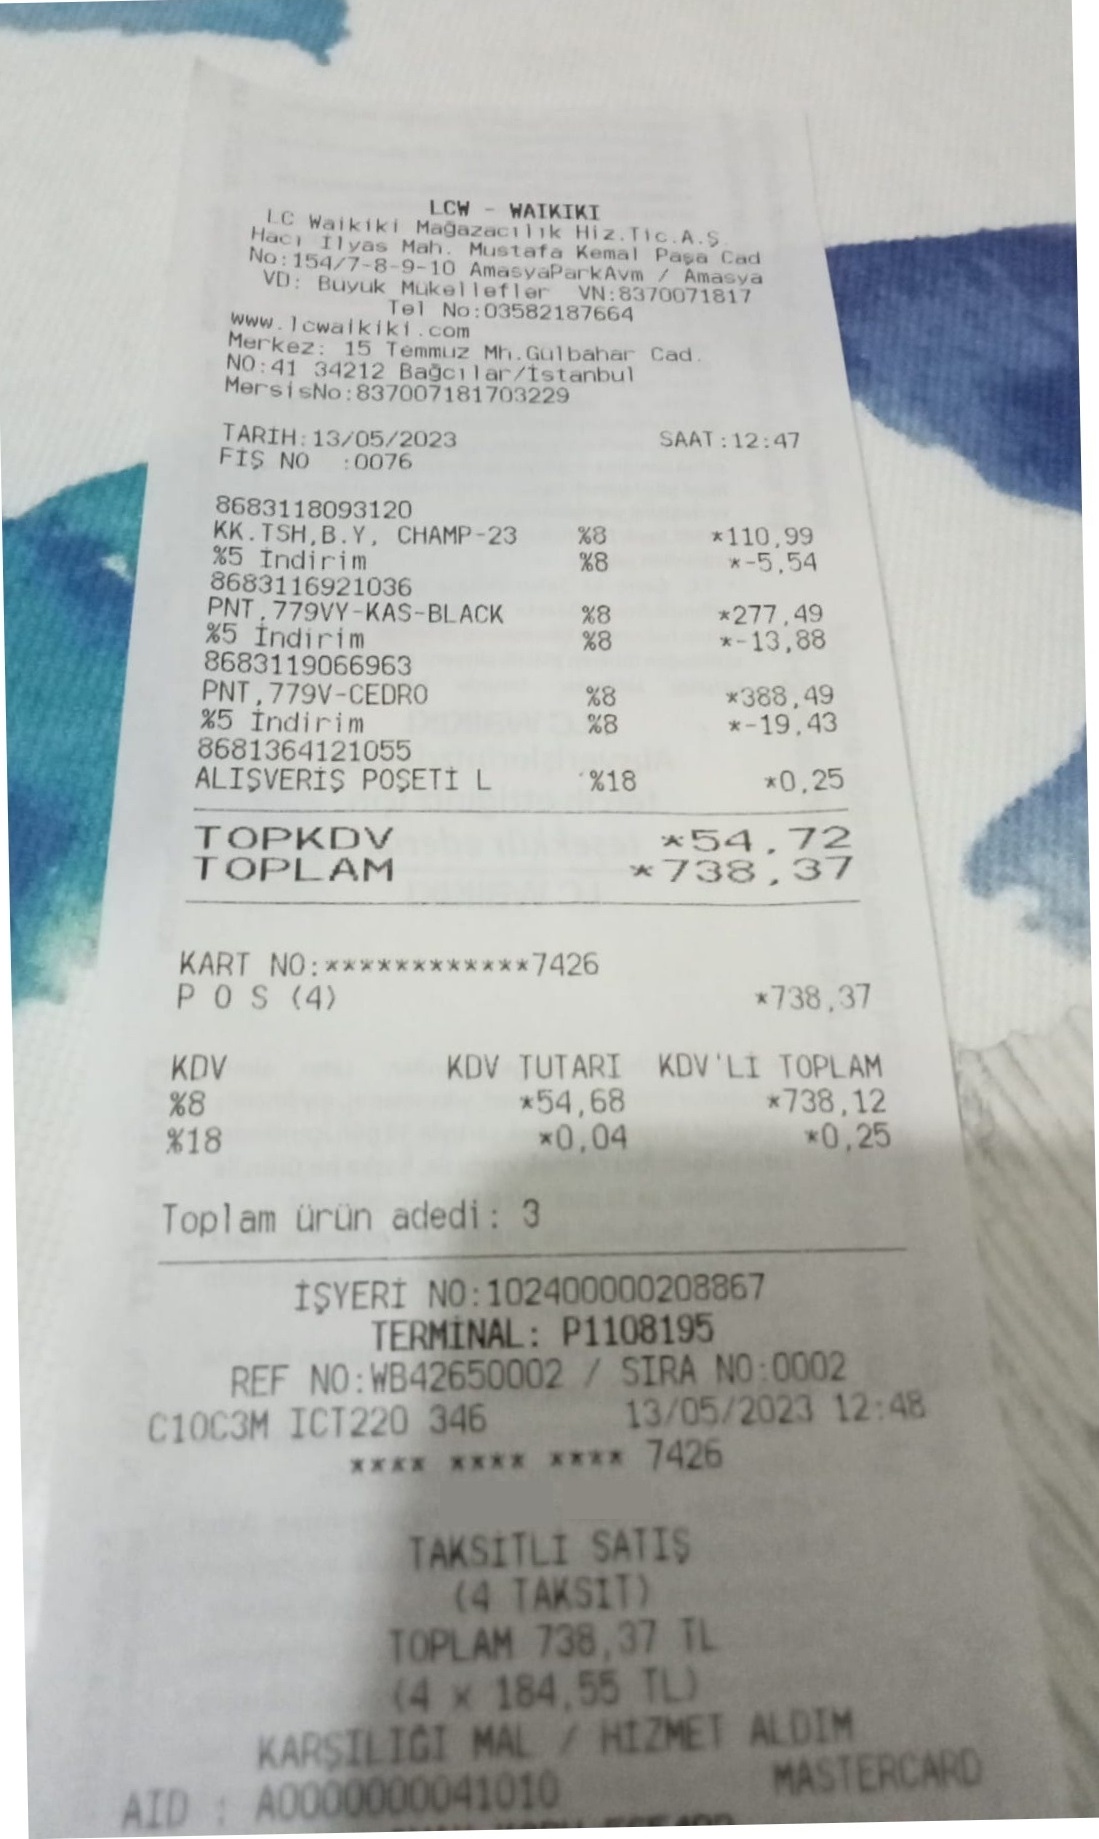 LCW - WAIKIKI
LC Waikiki Mağazacılık Hiz.Tic.A.Ş.
Hacı İlyas Mah. Mustafa Kemal Paşa Cad
No:154/7-8-9-10 AmasyaParkAvm / Amasya
VD: Büyük Mükellefler VN:8370071817
Tel No:03582187664
www.lcwaikiki.com
Merkez: 15 Temmuz Mh.Gülbahar Cad.
NO:41 34212 Bağcılar/İstanbul
MersisNo:837007181703229
TARİH:13/05/2023 SAAT:12:47
FİŞ NO :0076
8683118093120
KK.TSH,B.Y, CHAMP-23 %8 *110,99
%5 İndirim %8 *-5,54
8683116921036
PNT,779VY-KAS-BLACK %8 *277,49
%5 İndirim %8 *-13,88
8683119066963
PNT,779V-CEDRO %8 *388,49
%5 İndirim %8 *-19,43
8681364121055
ALIŞVERİŞ POŞETİ L %18 *0,25
TOPKDV *54,72
TOPLAM *738,37
KART NO:************7426
P O S (4) *738,37
KDV KDV TUTARI KDV'Lİ TOPLAM
%8 *54,68 *738,12
%18 *0,04 *0,25
Toplam ürün adedi: 3
İŞYERİ NO:102400000208867
TERMİNAL: P1108195
REF NO:WB42650002 / SIRA NO:0002
C10C3M ICT220 346 13/05/2023 12:48
**** **** **** 7426
TAKSİTLİ SATIŞ
(4 TAKSİT)
TOPLAM 738,37 TL
(4 x 184,55 TL)
KARŞILIĞI MAL / HİZMET ALDIM
AID : A0000000041010 MASTERCARD